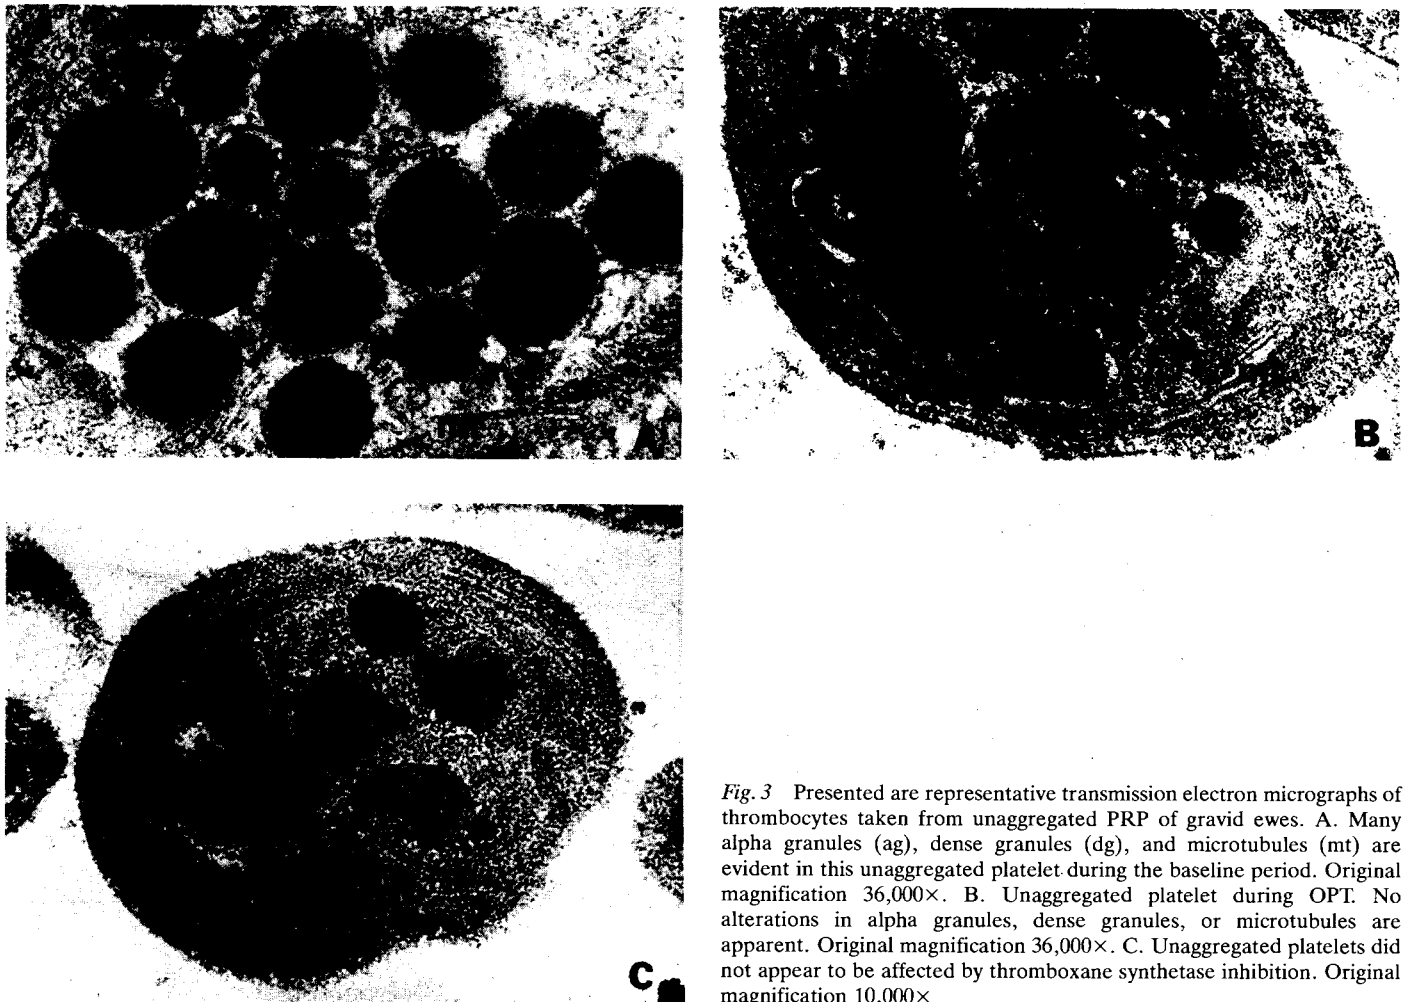 A
B
C
Fig. 3 Presented are representative transmission electron micrographs of
thrombocytes taken from unaggregated PRP of gravid ewes. A. Many
alpha granules (ag), dense granules (dg), and microtubules (mt) are
evident in this unaggregated platelet during the baseline period. Original
magnification 36,000×. B. Unaggregated platelet during OPT. No
alterations in alpha granules, dense granules, or microtubules are
apparent. Original magnification 36,000×. C. Unaggregated platelets did
not appear to be affected by thromboxane synthetase inhibition. Original
magnification 10,000×